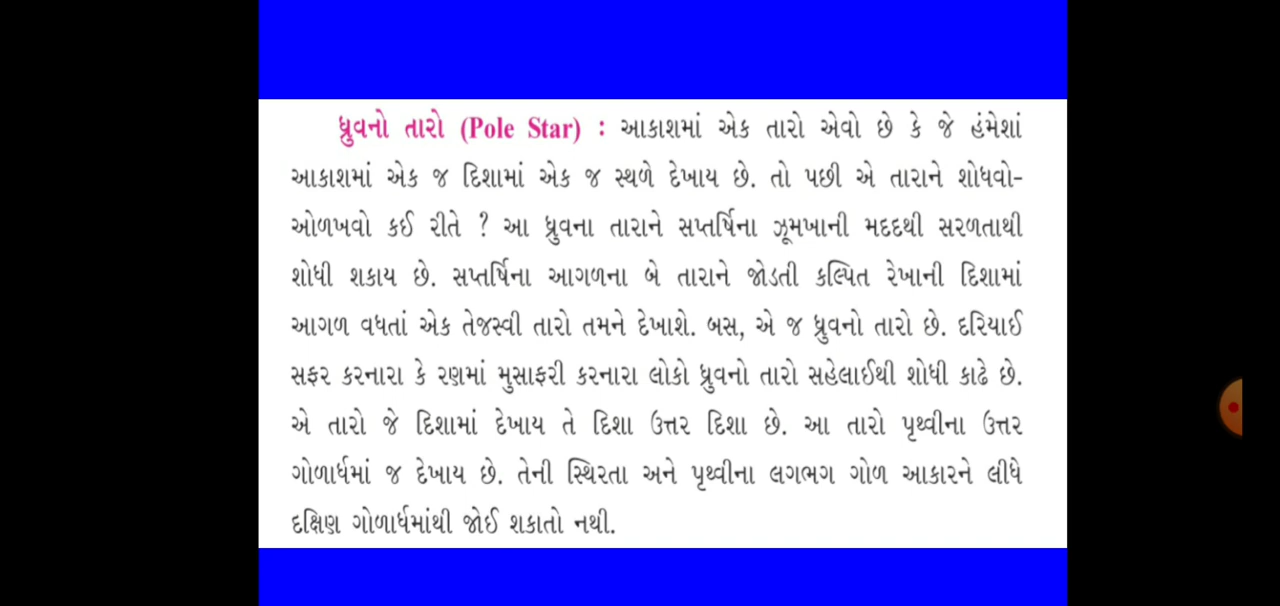 ધ્રુવનો તારો (Pole Star) : આકાશમાં એક તારો એવો છે કે જે હંમેશાં
આકાશમાં એક જ દિશામાં એક જ સ્થળે દેખાય છે. તો પછી એ તારાને શોધવો-
ઓળખવો કઈ રીતે ? આ ધ્રુવના તારાને સપ્તર્ષિના ઝૂમખાની મદદથી સરળતાથી
શોધી શકાય છે. સપ્તર્ષિના આગળના બે તારાને જોડતી કલ્પિત રેખાની દિશામાં
આગળ વધતાં એક તેજસ્વી તારો તમને દેખાશે. બસ, એ જ ધ્રુવનો તારો છે. દરિયાઈ
સફર કરનારા કે રણમાં મુસાફરી કરનારા લોકો ધ્રુવનો તારો સહેલાઈથી શોધી કાઢે છે.
એ તારો જે દિશામાં દેખાય તે દિશા ઉત્તર દિશા છે. આ તારો પૃથ્વીના ઉત્તર
ગોળાર્ધમાં જ દેખાય છે. તેની સ્થિરતા અને પૃથ્વીના લગભગ ગોળ આકારને લીધે
દક્ષિણ ગોળાર્ધમાંથી જોઈ શકાતો નથી.